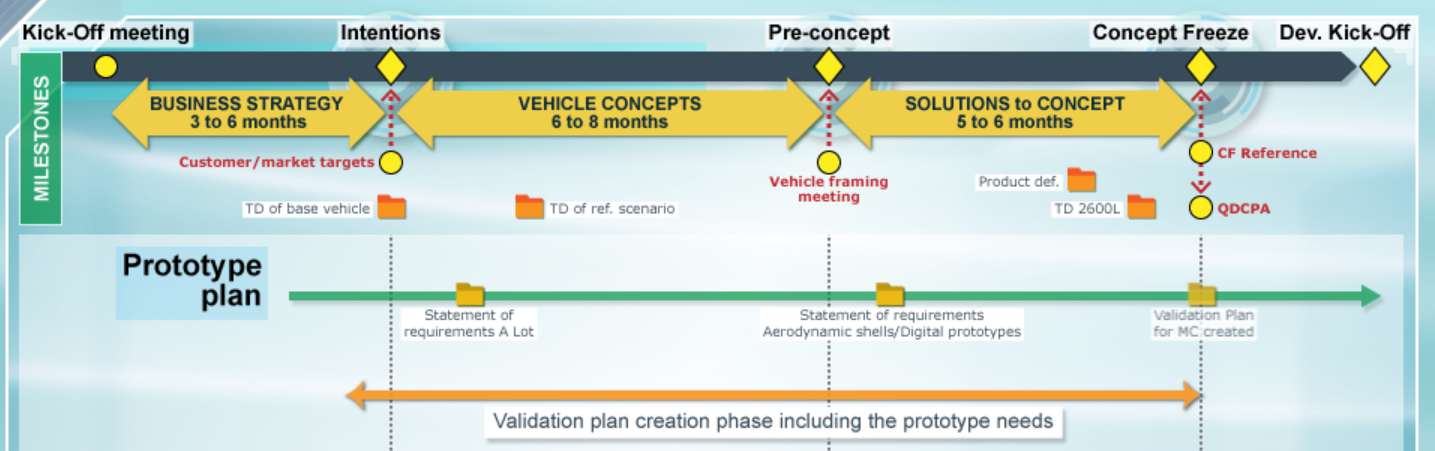 Kick-Off meeting
Intentions
Pre-concept
Concept Freeze
Dev. Kick-Off
MILESTONES
BUSINESS STRATEGY
3 to 6 months
VEHICLE CONCEPTS
6 to 8 months
SOLUTIONS to CONCEPT
5 to 6 months
Customer/market targets
Vehicle framing
meeting
CF Reference
Product def.
TD of base vehicle
TD of ref. scenario
TD 2600L
QDCPA
Prototype
plan
Statement of
requirements A Lot
Statement of requirements
Aerodynamic shells/Digital prototypes
Validation Plan
for MC created
Validation plan creation phase including the prototype needs